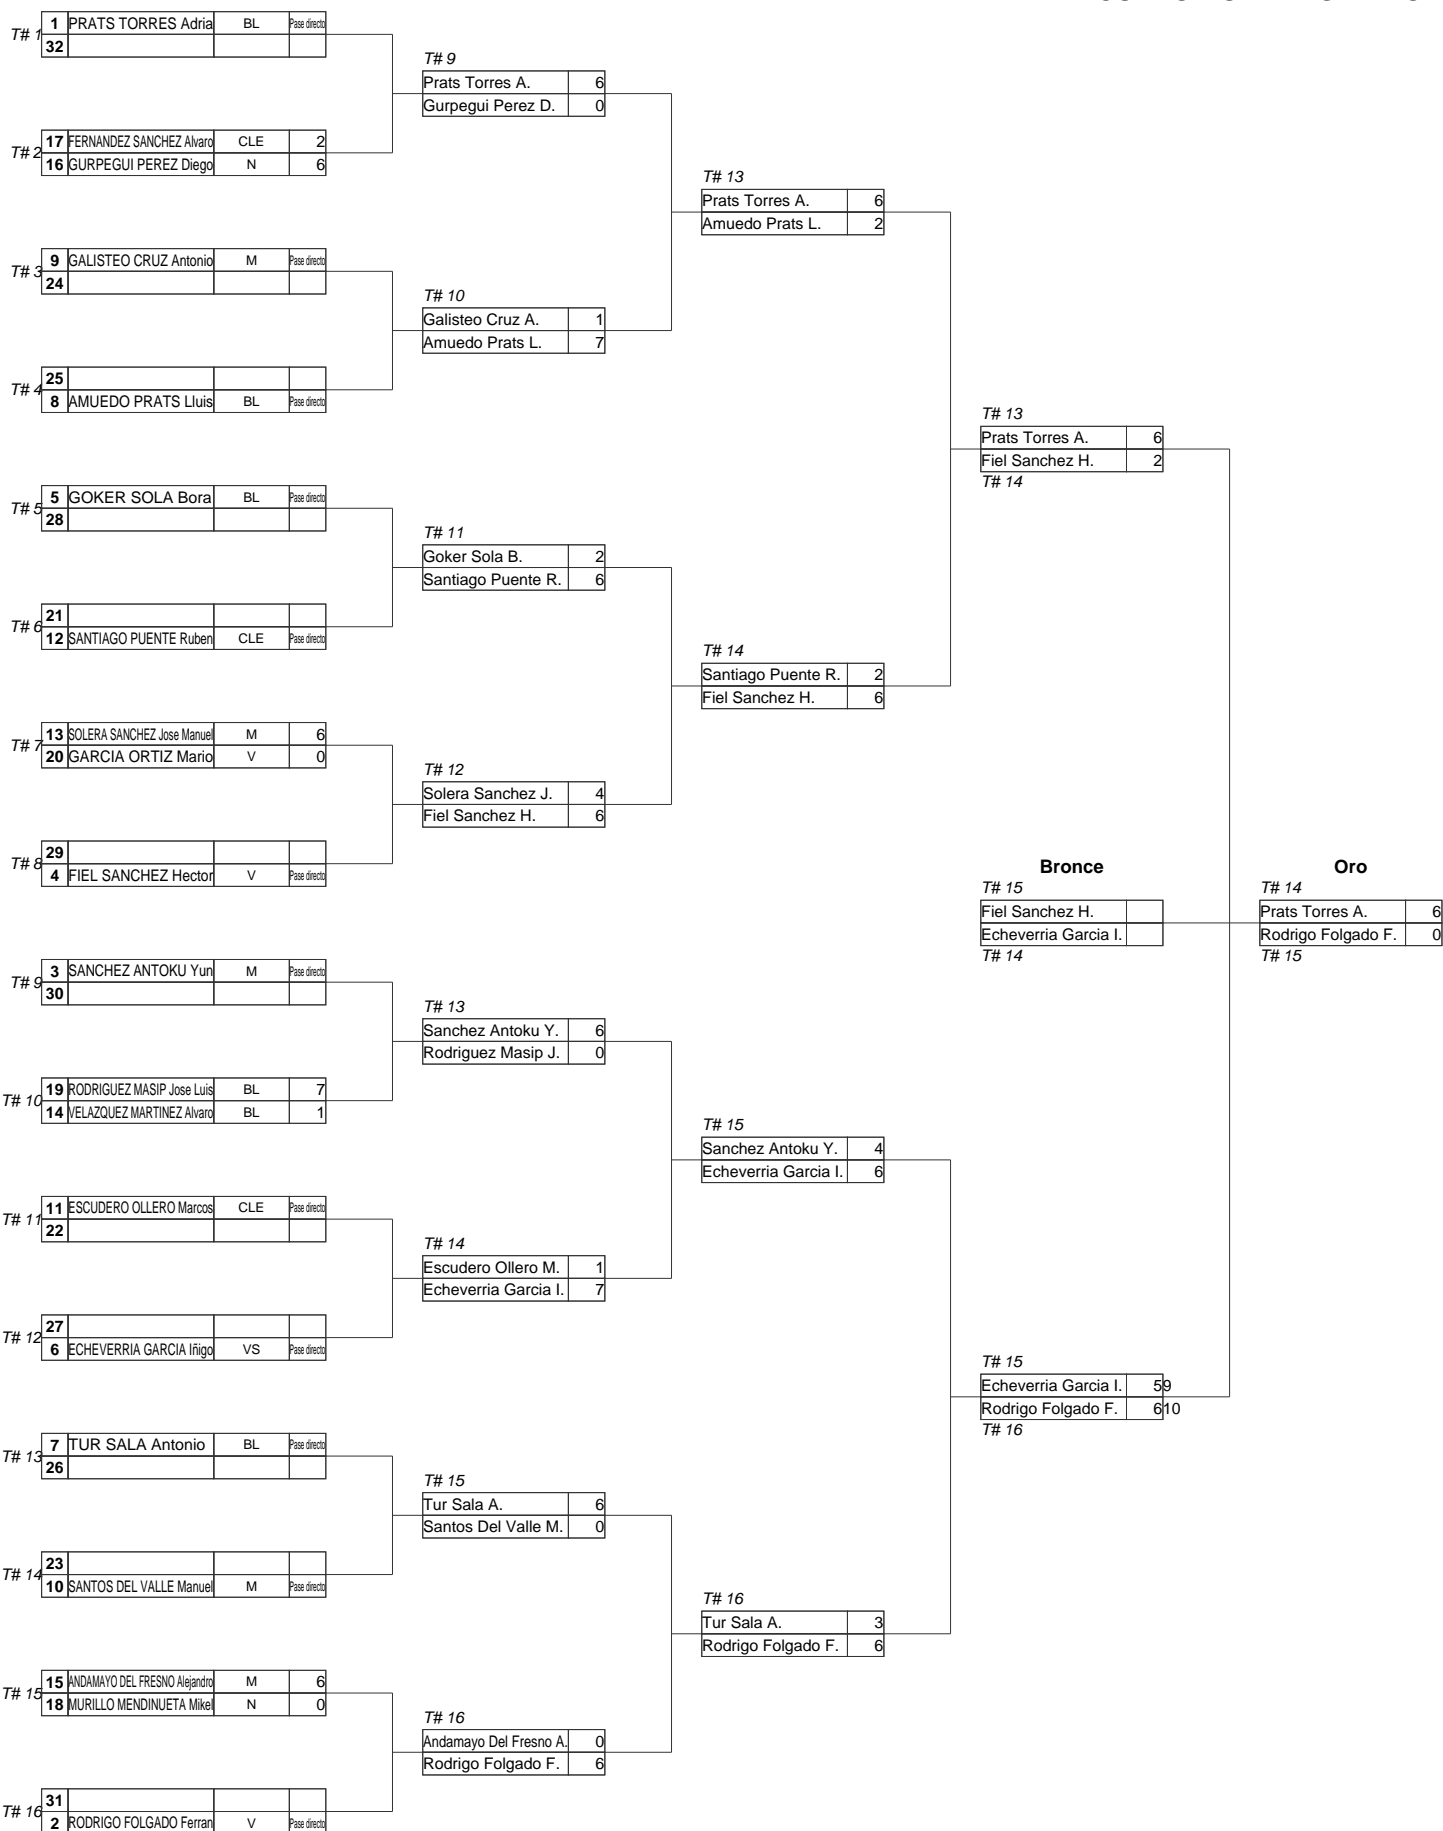 T# 1
1 PRATS TORRES Adria BL Pase directo
32
T# 2
17 FERNANDEZ SANCHEZ Alvaro CLE 2
16 GURPEGUI PEREZ Diego N 6
T# 3
9 GALISTEO CRUZ Antonio M Pase directo
24
T# 4
25
8 AMUEDO PRATS Lluis BL Pase directo
T# 5
5 GOKER SOLA Bora BL Pase directo
28
T# 6
21
12 SANTIAGO PUENTE Ruben CLE Pase directo
T# 7
13 SOLERA SANCHEZ Jose Manuel M 6
20 GARCIA ORTIZ Mario V 0
T# 8
29
4 FIEL SANCHEZ Hector V Pase directo
T# 9
3 SANCHEZ ANTOKU Yun M Pase directo
30
T# 10
19 RODRIGUEZ MASIP Jose Luis BL 7
14 VELAZQUEZ MARTINEZ Alvaro BL 1
T# 11
11 ESCUDERO OLLERO Marcos CLE Pase directo
22
T# 12
27
6 ECHEVERRIA GARCIA Iñigo VS Pase directo
T# 13
7 TUR SALA Antonio BL Pase directo
26
T# 14
23
10 SANTOS DEL VALLE Manuel M Pase directo
T# 15
15 ANDAMAYO DEL FRESNO Alejandro M 6
18 MURILLO MENDINUETA Mikel N 0
T# 16
31
2 RODRIGO FOLGADO Ferran V Pase directo
T# 9
Prats Torres A. 6
Gurpegui Perez D. 0
T# 10
Galisteo Cruz A. 1
Amuedo Prats L. 7
T# 11
Goker Sola B. 2
Santiago Puente R. 6
T# 12
Solera Sanchez J. 4
Fiel Sanchez H. 6
T# 13
Sanchez Antoku Y. 6
Rodriguez Masip J. 0
T# 14
Escudero Ollero M. 1
Echeverria Garcia I. 7
T# 15
Tur Sala A. 6
Santos Del Valle M. 0
T# 16
Andamayo Del Fresno A. 0
Rodrigo Folgado F. 6
T# 13
Prats Torres A. 6
Amuedo Prats L. 2
T# 14
Santiago Puente R. 2
Fiel Sanchez H. 6
T# 15
Sanchez Antoku Y. 4
Echeverria Garcia I. 6
T# 16
Tur Sala A. 3
Rodrigo Folgado F. 6
T# 13
Prats Torres A. 6
Fiel Sanchez H. 2
T# 14
Bronce
T# 15
Fiel Sanchez H.
Echeverria Garcia I.
T# 14
T# 15
Echeverria Garcia I. 59
Rodrigo Folgado F. 610
T# 16
Oro
T# 14
Prats Torres A. 6
Rodrigo Folgado F. 0
T# 15